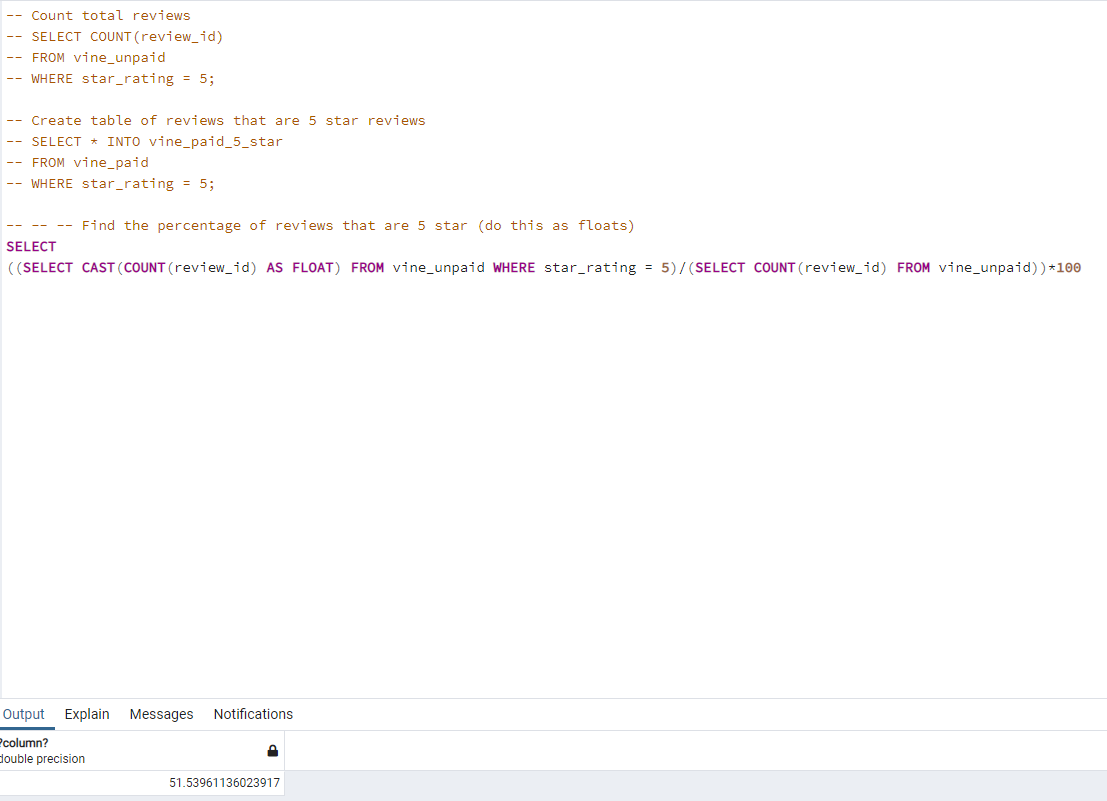 -- Count total reviews
-- SELECT COUNT(review_id)
-- FROM vine_unpaid
-- WHERE star_rating = 5;
-- Create table of reviews that are 5 star reviews
-- SELECT * INTO vine_paid_5_star
-- FROM vine_paid
-- WHERE star_rating = 5;
-- -- -- Find the percentage of reviews that are 5 star (do this as floats)
SELECT
((SELECT CAST(COUNT(review_id) AS FLOAT) FROM vine_unpaid WHERE star_rating = 5)/(SELECT COUNT(review_id) FROM vine_unpaid))*100
Output Explain Messages Notifications
?column?
double precision
51.53961136023917